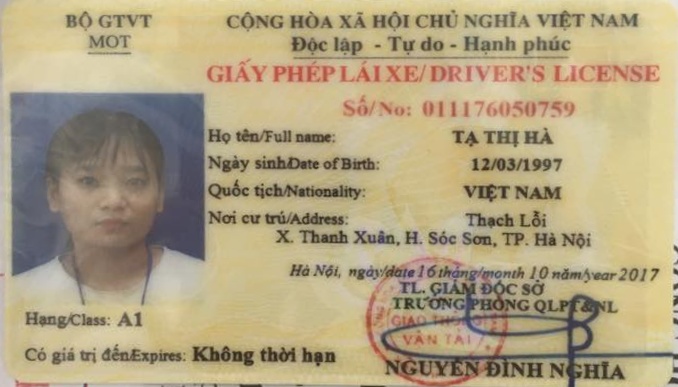 BỘ GTVT
MOT
CỘNG HÒA XÃ HỘI CHỦ NGHĨA VIỆT NAM
Độc lập - Tự do - Hạnh phúc
GIẤY PHÉP LÁI XE/ DRIVER'S LICENSE
Số/No: 011176050759
Họ tên/Full name: TẠ THỊ HÀ
Ngày sinh/Date of Birth: 12/03/1997
Quốc tịch/Nationality: VIỆT NAM
Nơi cư trú/Address: Thạch Lỗi
X. Thanh Xuân, H. Sóc Sơn, TP. Hà Nội
Hà Nội, ngày/date 16 tháng/month 10 năm/year 2017
TL. GIÁM ĐỐC SỞ
TRƯỞNG PHÒNG QLPT&NL
GIAO THÔNG
VẬN TẢI
Hạng/Class: A1
Có giá trị đến/Expires: Không thời hạn
NGUYỄN ĐÌNH NGHĨA